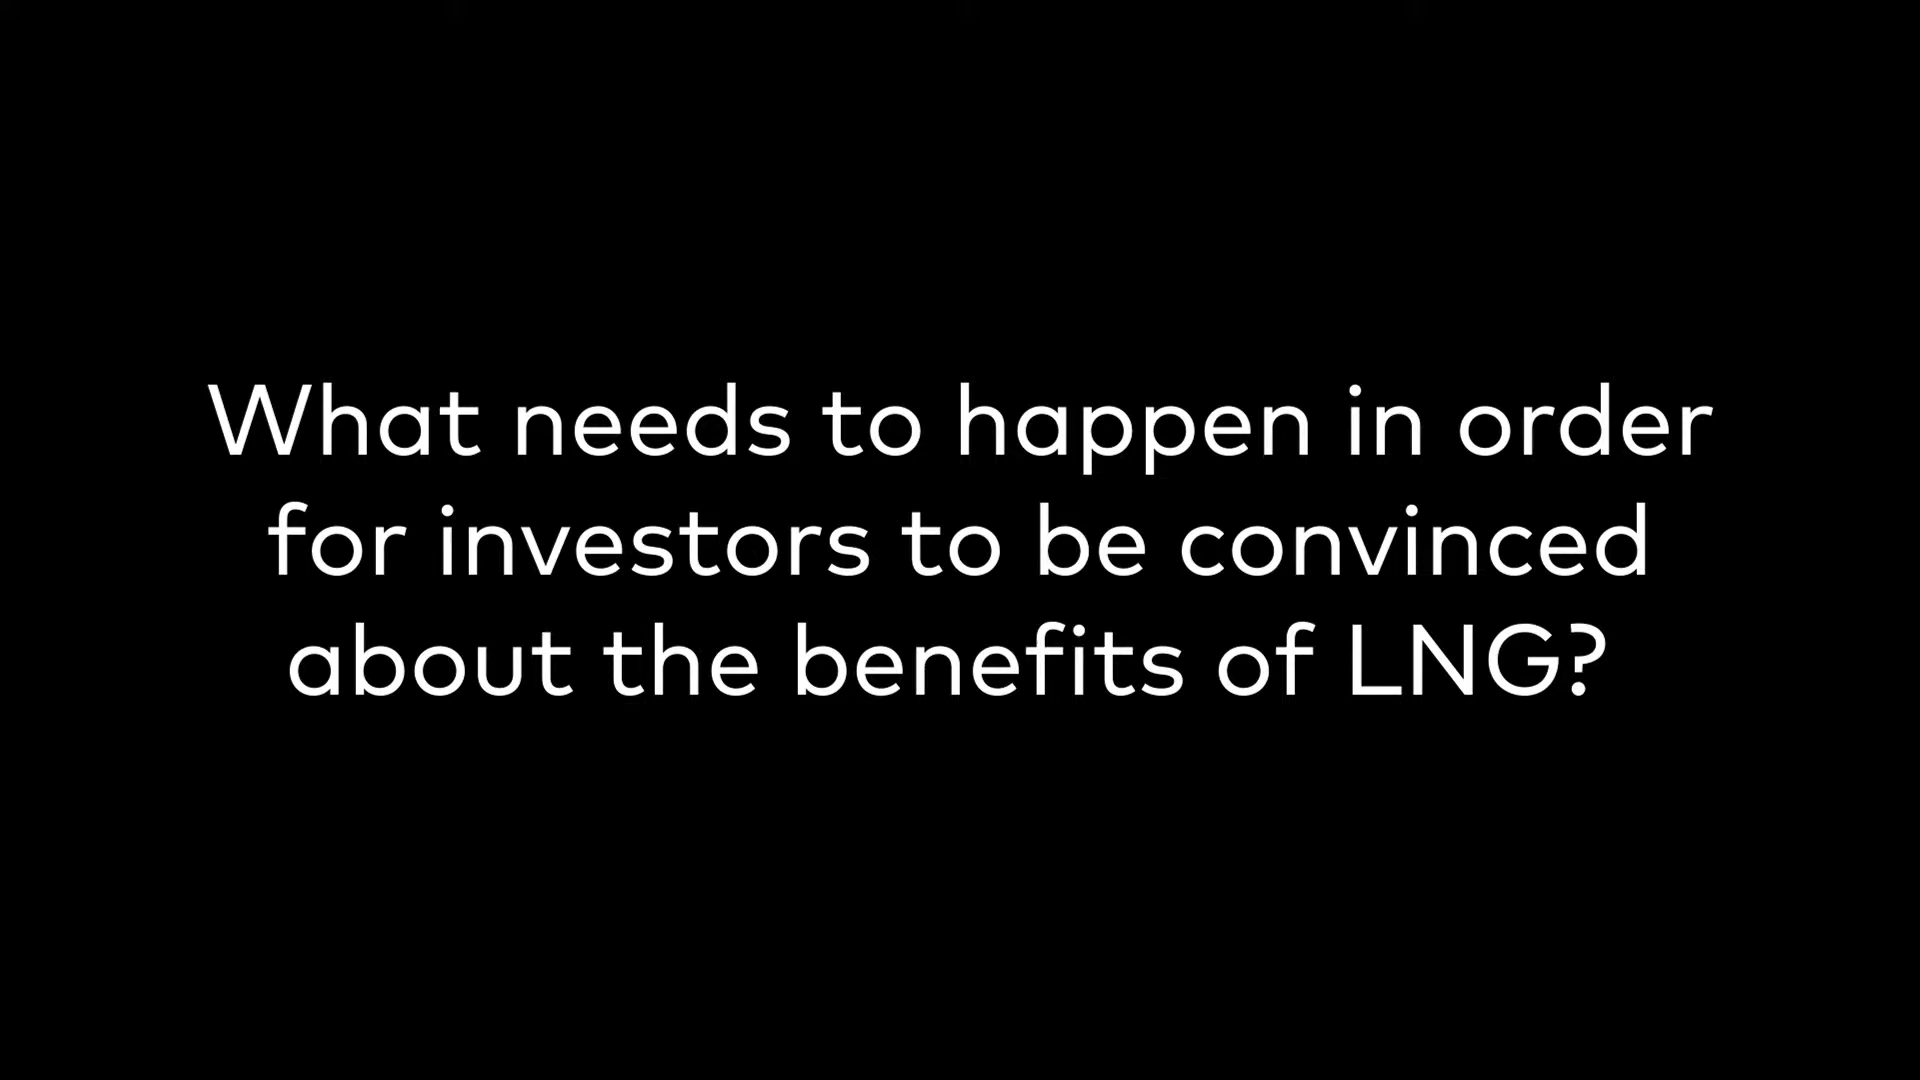 What needs to happen in order
for investors to be convinced
about the benefits of LNG?